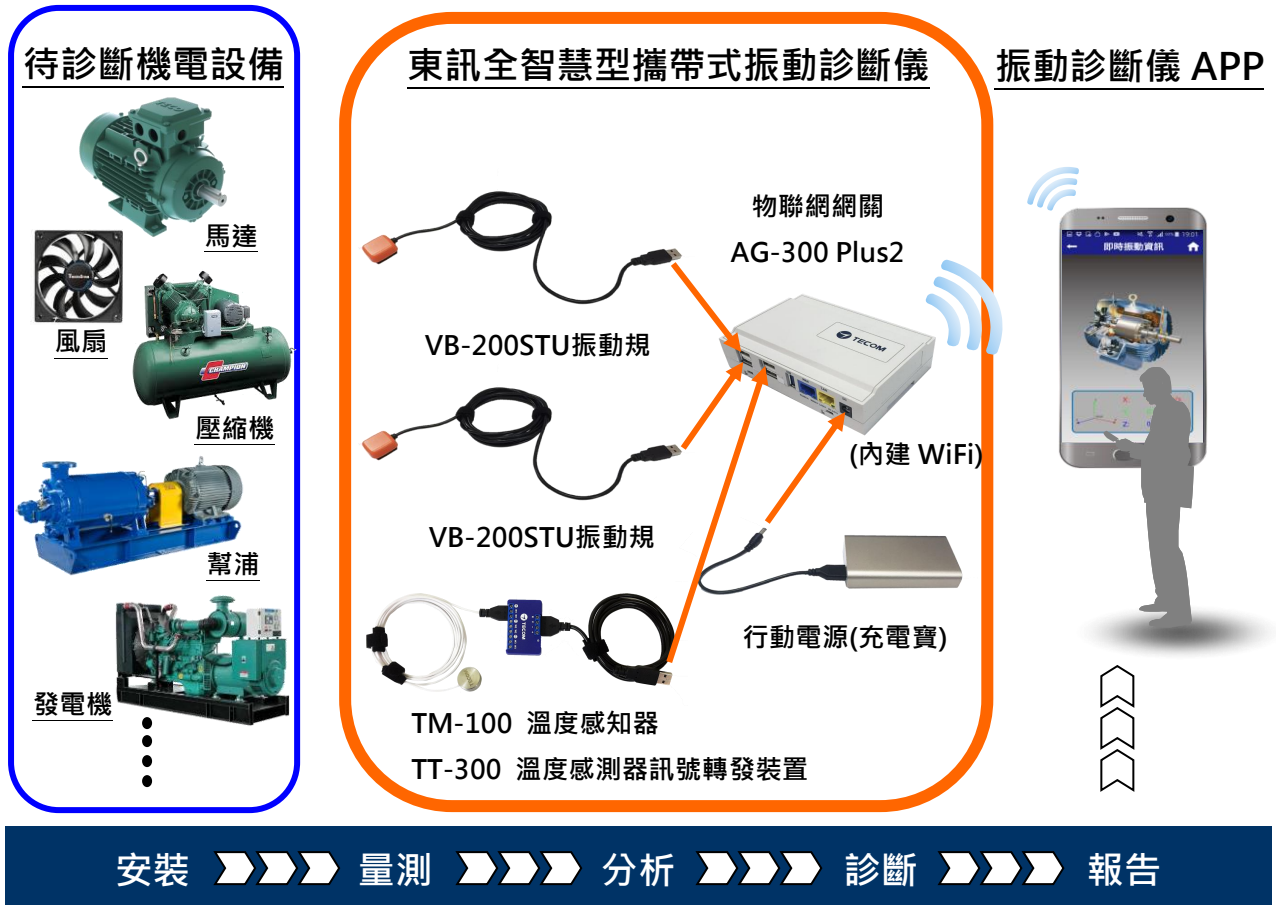 待診斷機電設備
馬達
風扇
CHAMPION
壓縮機
幫浦
發電機
東訊全智慧型攜帶式振動診斷儀
VB-200STU振動規
物聯網網關
AG-300 Plus2
TECOM
(內建 WiFi)
VB-200STU振動規
行動電源(充電寶)
TECOM
TM-100 溫度感知器
TT-300 溫度感測器訊號轉發裝置
振動診斷儀 APP
19:01
即時振動資訊
X:
Z:
安裝 量測 分析 診斷 報告